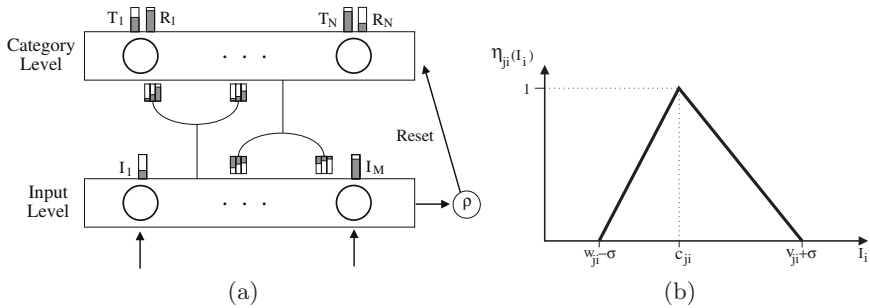 T1 R1 TN RN
Category
Level
. . .
Reset
I1 IM
Input
Level
. . .
ρ
(a)
ηji(Ii)
1
wji−σ cji vji+σ Ii
(b)